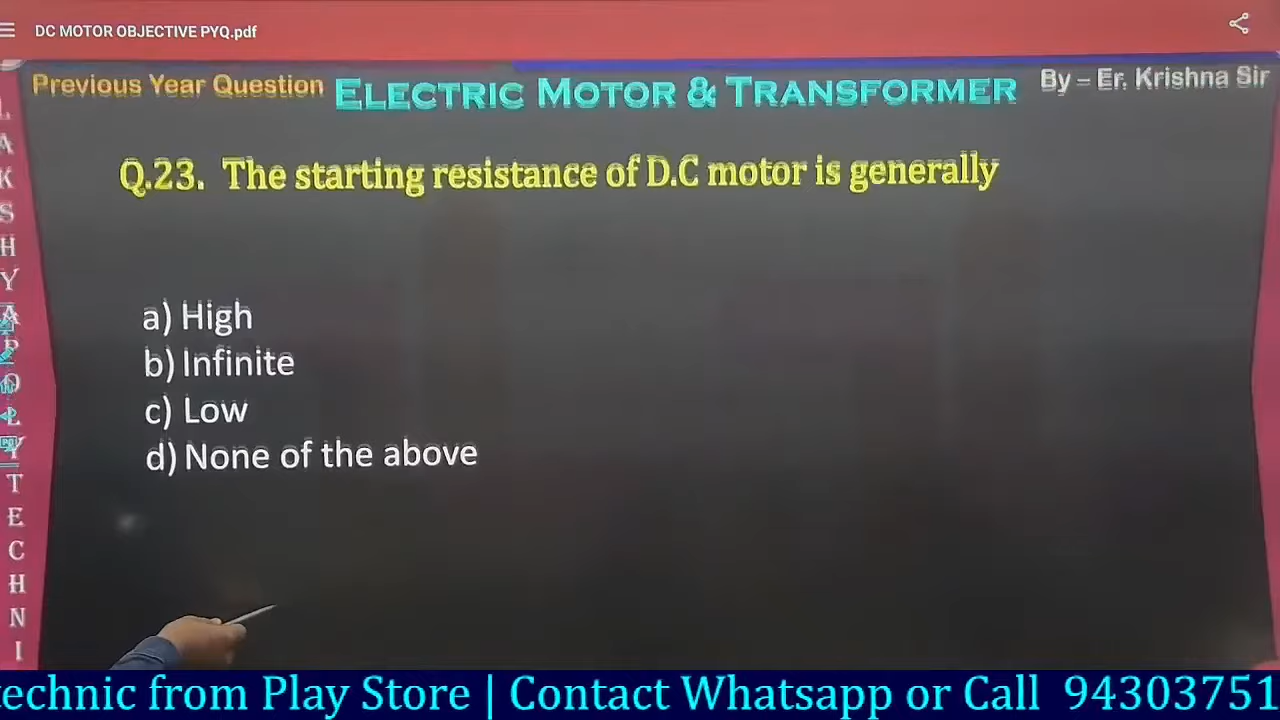 DC MOTOR OBJECTIVE PYQ.pdf
Previous Year Question ELECTRIC MOTOR & TRANSFORMER By – Er. Krishna Sir
Q.23. The starting resistance of D.C motor is generally
a) High
b) Infinite
c) Low
d) None of the above
L
A
K
S
H
Y
A
P
O
L
Y
T
E
C
H
N
I
technic from Play Store | Contact Whatsapp or Call 94303751